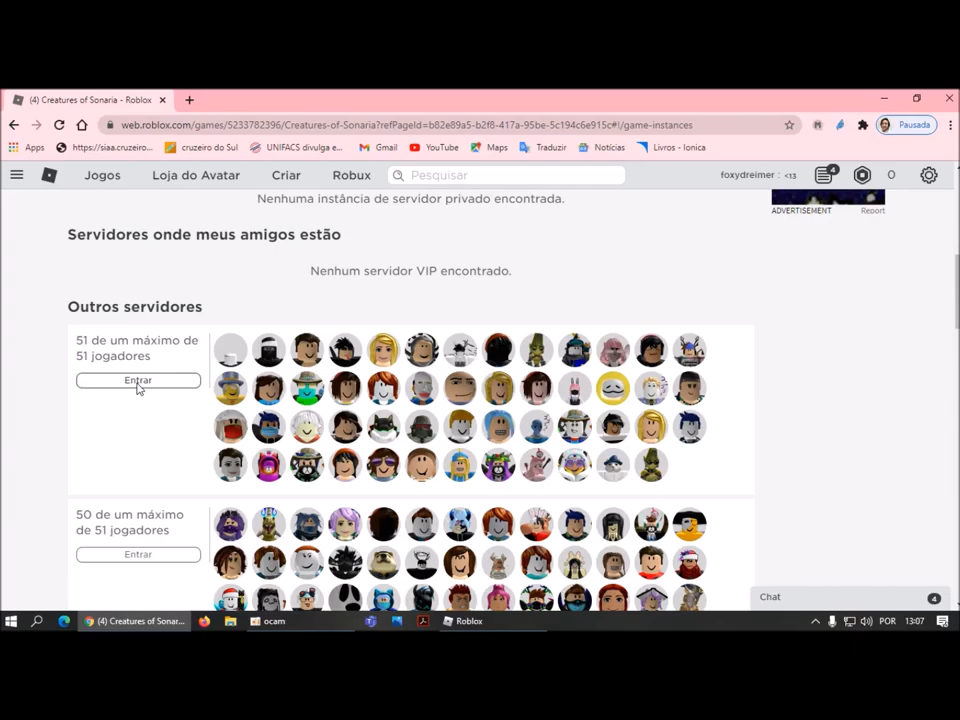 (4) Creatures of Sonaria - Roblox
web.roblox.com/games/5233782396/Creatures-of-Sonaria?refPageId=b82e89a5-b2f8-417a-95be-5c194c6e915c#!/game-instances
Pausada
Apps https://siaa.cruzeiro... cruzeiro do Sul UNIFACS divulga e... Gmail YouTube Maps Traduzir Notícias Livros - Ionica
Jogos Loja do Avatar Criar Robux Pesquisar foxydreimer : <13 4 0
Nenhuma instância de servidor privado encontrada.
ADVERTISEMENT Report
Servidores onde meus amigos estão
Nenhum servidor VIP encontrado.
Outros servidores
51 de um máximo de
51 jogadores
Entrar
50 de um máximo
de 51 jogadores
Entrar
Chat 4
(4) Creatures of Sonar... ocam Roblox POR 13:07